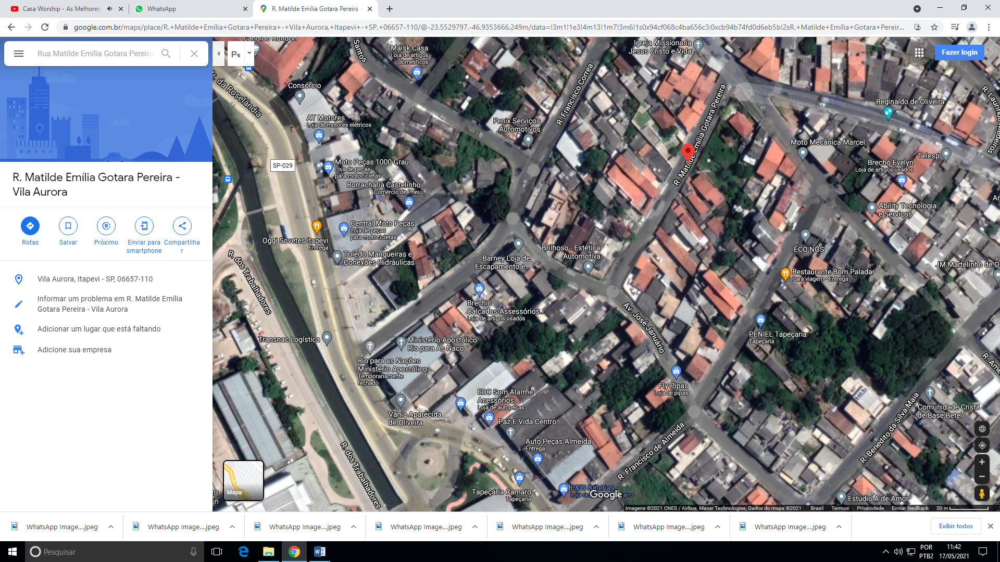 Casa Worship - As Melhores
WhatsApp
R. Matilde Emília Gotara Pereira -
google.com.br/maps/place/R.+Matilde+Emília+Gotara+Pereira+-+Vila+Aurora,+Itapevi+-+SP,+06657-110/@-23.5529797,-46.9353666,249m/data=!3m1!1e3!4m13!1m7!3m6!1s0x94cf068c4ba656c3:0xcb94b74fd0d6eb5b!2sR.+Matilde+Emília+Gotara+Pereir...
Rua Matilde Emilia Gotara Pereira
Fazer login
R. Matilde Emília Gotara Pereira -
Vila Aurora
Rotas
Salvar
Próximo
Enviar para
smartphone
Compartilha
r
Vila Aurora, Itapevi - SP, 06657-110
Informar um problema em R. Matilde Emília
Gotara Pereira - Vila Aurora
Adicionar um lugar que está faltando
Adicione sua empresa
Candido Rondon
Santos
Maisk Casa
Loja de artigos
domésticos
Igreja Missionaria
Jesus Cristo e Vida
da Roselândia
Consórcio
AT Motores
Loja de motores elétricos
Fenix Serviços
Automotivos
R. Francisco Correa
R. Matilde Emília Gotara Pereira
Reginaldo de Oliveira
SP-029
Moto Peças 1000 Grau
Loja de peças
para motocicletas
Borracharia Castelinho
Comércio de Pneu
Moto Mecânica Marcel
Telesp
Brechó Evelyn
Loja de artigos usados
Ability Tecnologia
e Serviços
Central Moto Peças
Loja de peças
para motocicletas
Oggi Sovetes itapevi
Entrega
Toledo Mangueiras e
Conexões Hidráulicas
R. dos Trabalhadores
Barney Loja de
Escapamento e...
Brilhoso - Estética
Automotiva
ÉCO NÓS
Restaurante Bom Paladar
Para viagem • Entrega
JM Martelinho de O
Brechic
Calçados-Assessórios...
Loja de artigos usados
Av. José Januário
PENIEL Tapeçaria
Tapeçaria
Transnac Logística
Ministério Apostólico
Rio para As Naco
Rio para as Nações
Ministério Apostólico
Temporariamente
fechado
Fly Pipas
Loja de pipas
EDC Som Alarme
Acessórios
Loja de autopeças
Vânia Aparecida
de Oliveira
Paz E Vida Centro
Auto Peças Almeida
Entrega
R. Francisco de Almeida
R. Benedito da Silva Maia
Comunidade Cristã
de Base Betel
R. dos Trabalhadores
Tapeçaria Camaro
Tapeçaria
P&W Baterias
Estúdio A de Amor
Mapa
Google
Imagens ©2021 CNES / Airbus, Maxar Technologies, Dados do mapa ©2021
Brasil
Termos
Privacidade
Enviar feedback
20 m
WhatsApp Image....jpeg
WhatsApp Image....jpeg
WhatsApp Image....jpeg
WhatsApp Image....jpeg
WhatsApp Image....jpeg
WhatsApp Image....jpeg
WhatsApp Image....jpeg
Exibir todos
Pesquisar
POR
PTB2
11:42
17/05/2021